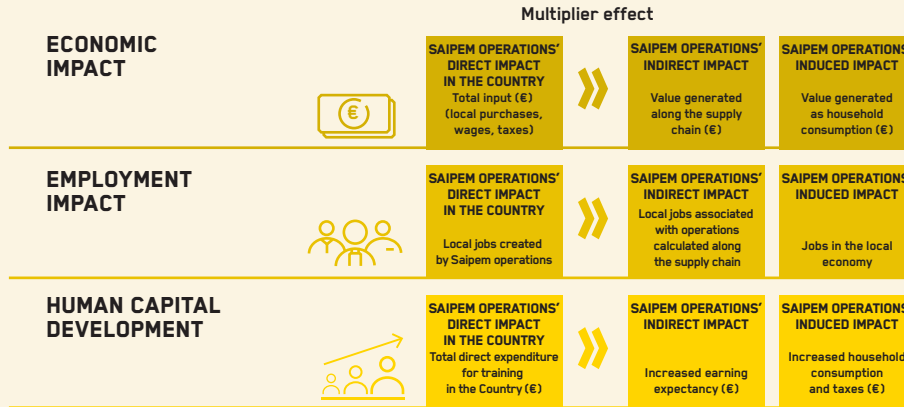 Multiplier effect
ECONOMIC
IMPACT
€
SAIPEM OPERATIONS’
DIRECT IMPACT
IN THE COUNTRY
Total input (€)
(local purchases,
wages, taxes)
SAIPEM OPERATIONS’
INDIRECT IMPACT
Value generated
along the supply
chain (€)
SAIPEM OPERATIONS
INDUCED IMPACT
Value generated
as household
consumption (€)
EMPLOYMENT
IMPACT
SAIPEM OPERATIONS’
DIRECT IMPACT
IN THE COUNTRY
Local jobs created
by Saipem operations
SAIPEM OPERATIONS’
INDIRECT IMPACT
Local jobs associated
with operations
calculated along
the supply chain
SAIPEM OPERATIONS
INDUCED IMPACT
Jobs in the local
economy
HUMAN CAPITAL
DEVELOPMENT
SAIPEM OPERATIONS’
DIRECT IMPACT
IN THE COUNTRY
Total direct expenditure
for training
in the Country (€)
SAIPEM OPERATIONS’
INDIRECT IMPACT
Increased earning
expectancy (€)
SAIPEM OPERATIONS
INDUCED IMPACT
Increased household
consumption
and taxes (€)